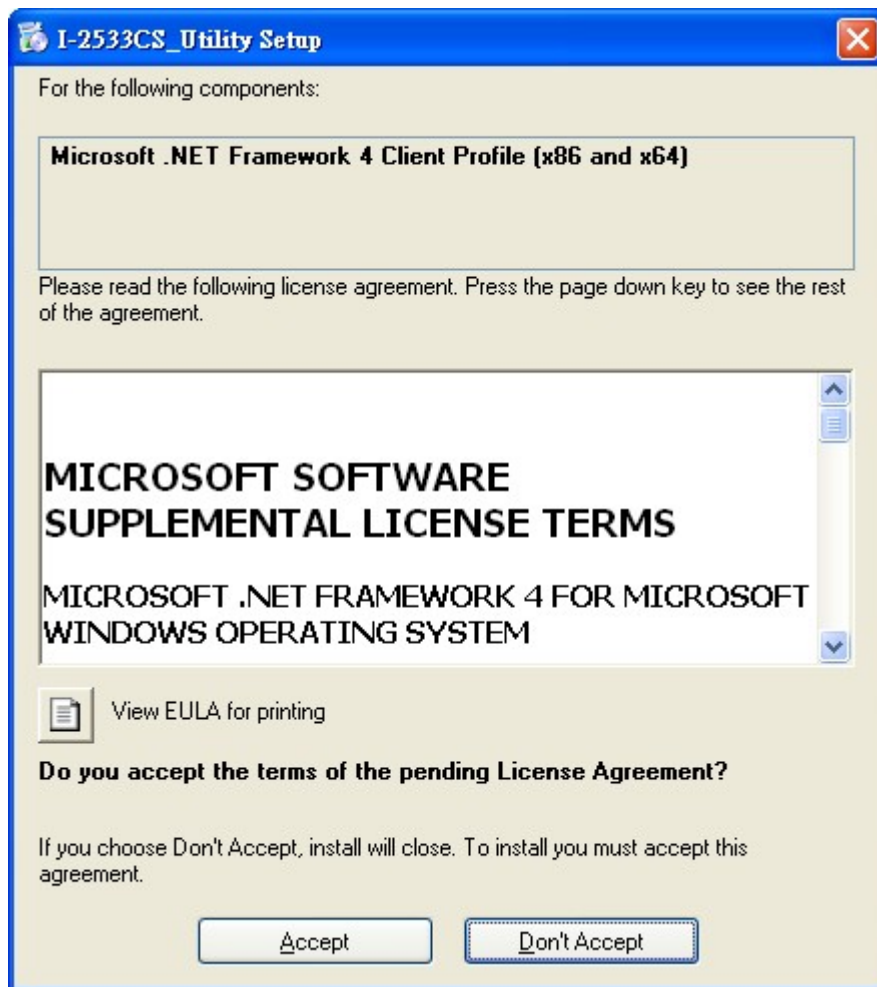 I-2533CS_Utility Setup
For the following components:
Microsoft .NET Framework 4 Client Profile (x86 and x64)
Please read the following license agreement. Press the page down key to see the rest
of the agreement.
MICROSOFT SOFTWARE
SUPPLEMENTAL LICENSE TERMS
MICROSOFT .NET FRAMEWORK 4 FOR MICROSOFT
WINDOWS OPERATING SYSTEM
View EULA for printing
Do you accept the terms of the pending License Agreement?
If you choose Don't Accept, install will close. To install you must accept this
agreement.
Accept
Don't Accept